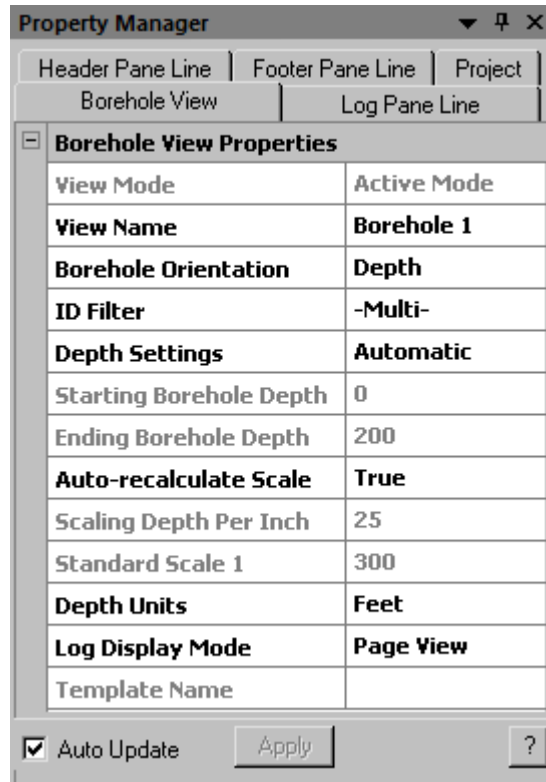 Property Manager
Header Pane Line Footer Pane Line Project
Borehole View Log Pane Line
Borehole View Properties
View Mode Active Mode
View Name Borehole 1
Borehole Orientation Depth
ID Filter -Multi-
Depth Settings Automatic
Starting Borehole Depth 0
Ending Borehole Depth 200
Auto-recalculate Scale True
Scaling Depth Per Inch 25
Standard Scale 1 300
Depth Units Feet
Log Display Mode Page View
Template Name
Auto Update Apply ?